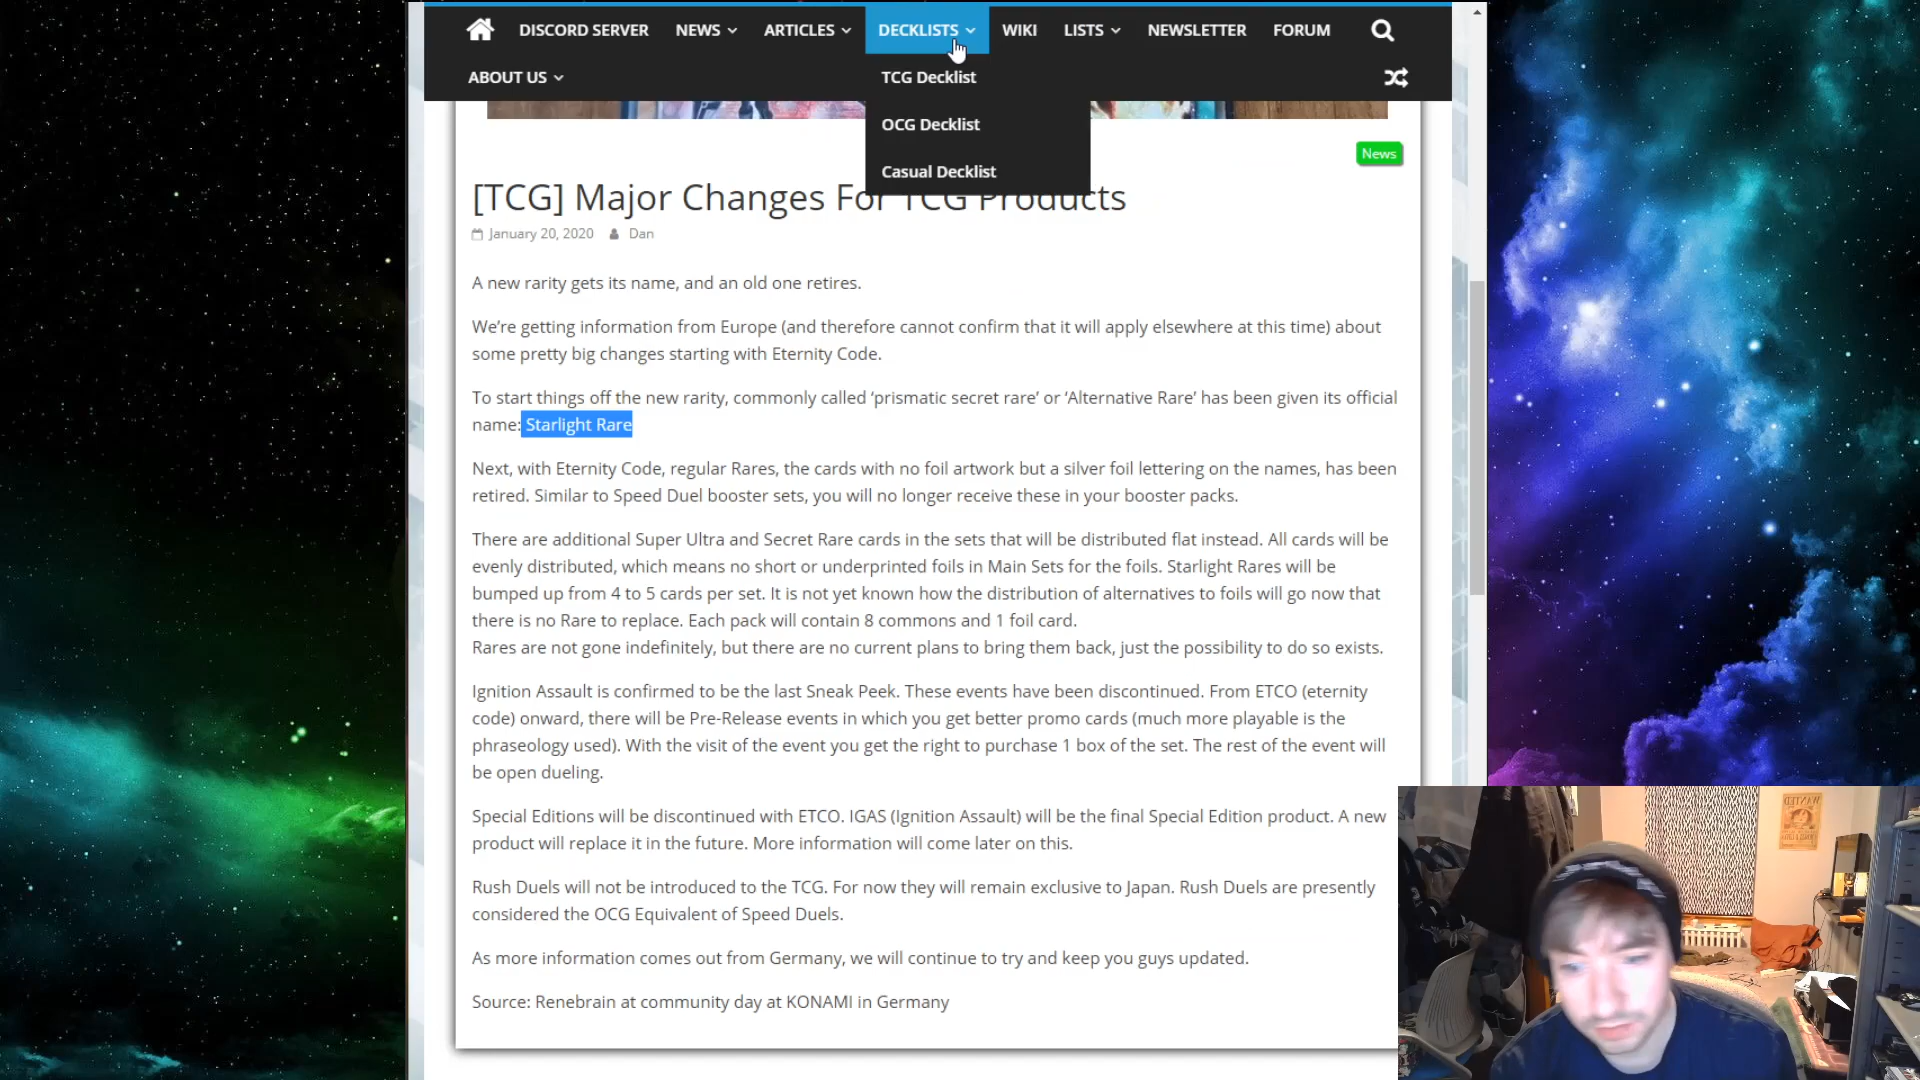 DISCORD SERVER NEWS ARTICLES DECKLISTS WIKI LISTS NEWSLETTER FORUM
ABOUT US
TCG Decklist
OCG Decklist
Casual Decklist
News
[TCG] Major Changes For TCG Products
January 20, 2020 Dan
A new rarity gets its name, and an old one retires.
We're getting information from Europe (and therefore cannot confirm that it will apply elsewhere at this time) about
some pretty big changes starting with Eternity Code.
To start things off the new rarity, commonly called 'prismatic secret rare' or 'Alternative Rare' has been given its official
name: Starlight Rare
Next, with Eternity Code, regular Rares, the cards with no foil artwork but a silver foil lettering on the names, has been
retired. Similar to Speed Duel booster sets, you will no longer receive these in your booster packs.
There are additional Super Ultra and Secret Rare cards in the sets that will be distributed flat instead. All cards will be
evenly distributed, which means no short or underprinted foils in Main Sets for the foils. Starlight Rares will be
bumped up from 4 to 5 cards per set. It is not yet known how the distribution of alternatives to foils will go now that
there is no Rare to replace. Each pack will contain 8 commons and 1 foil card.
Rares are not gone indefinitely, but there are no current plans to bring them back, just the possibility to do so exists.
Ignition Assault is confirmed to be the last Sneak Peek. These events have been discontinued. From ETCO (eternity
code) onward, there will be Pre-Release events in which you get better promo cards (much more playable is the
phraseology used). With the visit of the event you get the right to purchase 1 box of the set. The rest of the event will
be open dueling.
Special Editions will be discontinued with ETCO. IGAS (Ignition Assault) will be the final Special Edition product. A new
product will replace it in the future. More information will come later on this.
Rush Duels will not be introduced to the TCG. For now they will remain exclusive to Japan. Rush Duels are presently
considered the OCG Equivalent of Speed Duels.
As more information comes out from Germany, we will continue to try and keep you guys updated.
Source: Renebrain at community day at KONAMI in Germany
WANTED